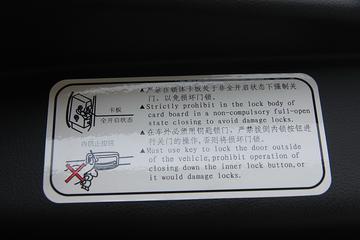 卡板
全开启状态
▲严禁在锁体卡板处于非全开启状态下强制关
门，以免损坏门锁。
▲Strictly prohibit in the lock body of
card board in a non-compulsory full-open
state closing to avoid damage locks.
内锁止按钮
▲在车外必须用钥匙锁门，严禁拨倒内锁按钮进
行关门的操作，否则将损坏门锁。
▲Must use key to lock the door outside
of the vehicle, prohibit operation of
closing down the inner lock button, or
it would damage locks.